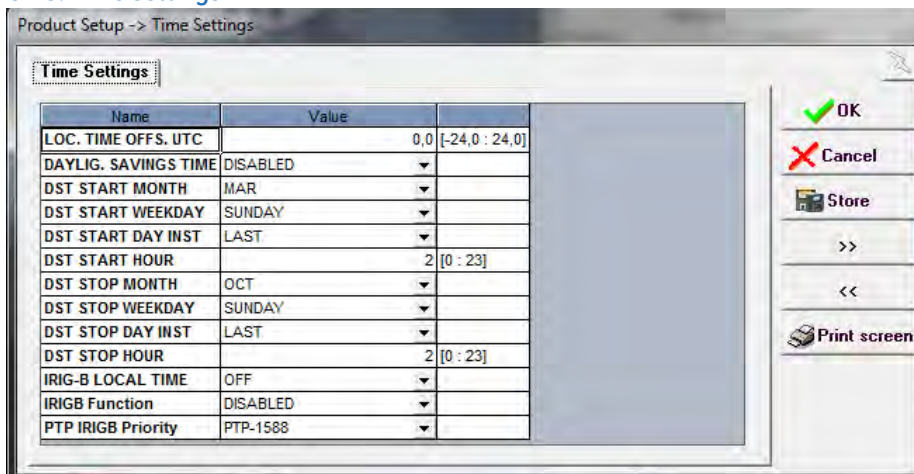 Product Setup -> Time Settings
Time Settings
Name Value
LOC. TIME OFFS. UTC 0,0 [-24,0 : 24,0]
DAYLIG. SAVINGS TIME DISABLED
DST START MONTH MAR
DST START WEEKDAY SUNDAY
DST START DAY INST LAST
DST START HOUR 2 [0 : 23]
DST STOP MONTH OCT
DST STOP WEEKDAY SUNDAY
DST STOP DAY INST LAST
DST STOP HOUR 2 [0 : 23]
IRIG-B LOCAL TIME OFF
IRIGB Function DISABLED
PTP IRIGB Priority PTP-1588
OK
Cancel
Store
>>
<<
Print screen